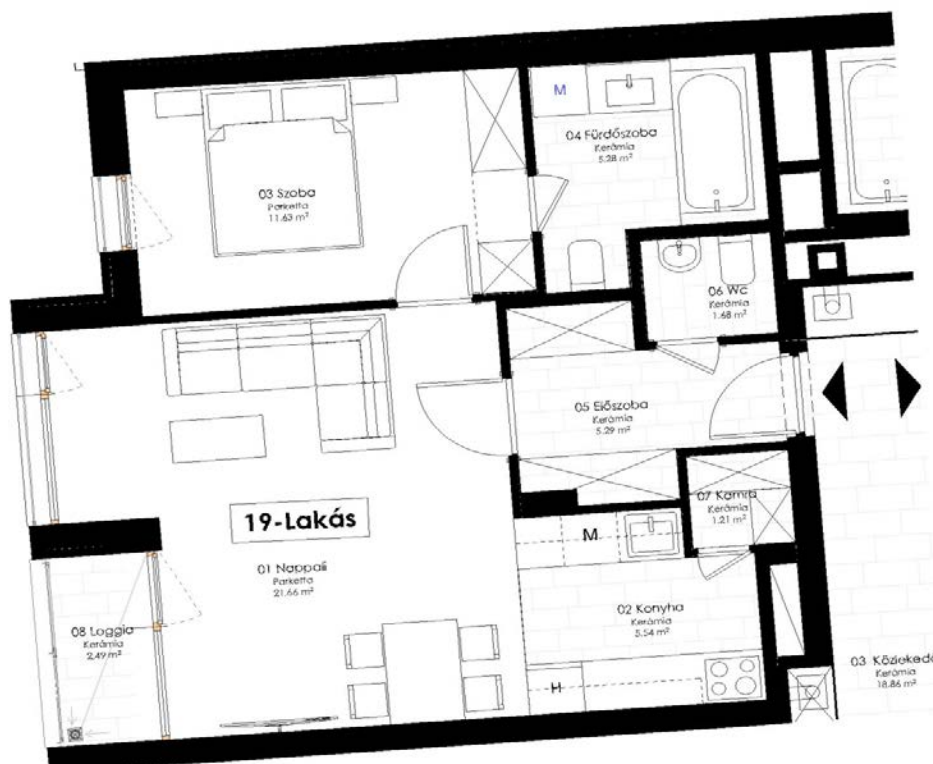 M
04 Fürdőszoba
Kerámia
5.28 m²
03 Szoba
Parketta
11.63 m²
06 Wc
Kerámia
1.68 m²
05 Előszoba
Kerámia
5.29 m²
07 Kamra
Kerámia
1.21 m²
19-Lakás
M
01 Nappali
Parketta
21.66 m²
02 Konyha
Kerámia
5.54 m²
08 Loggia
Kerámia
2.49 m²
H
03 Közleked
Kerámia
18.86 m²